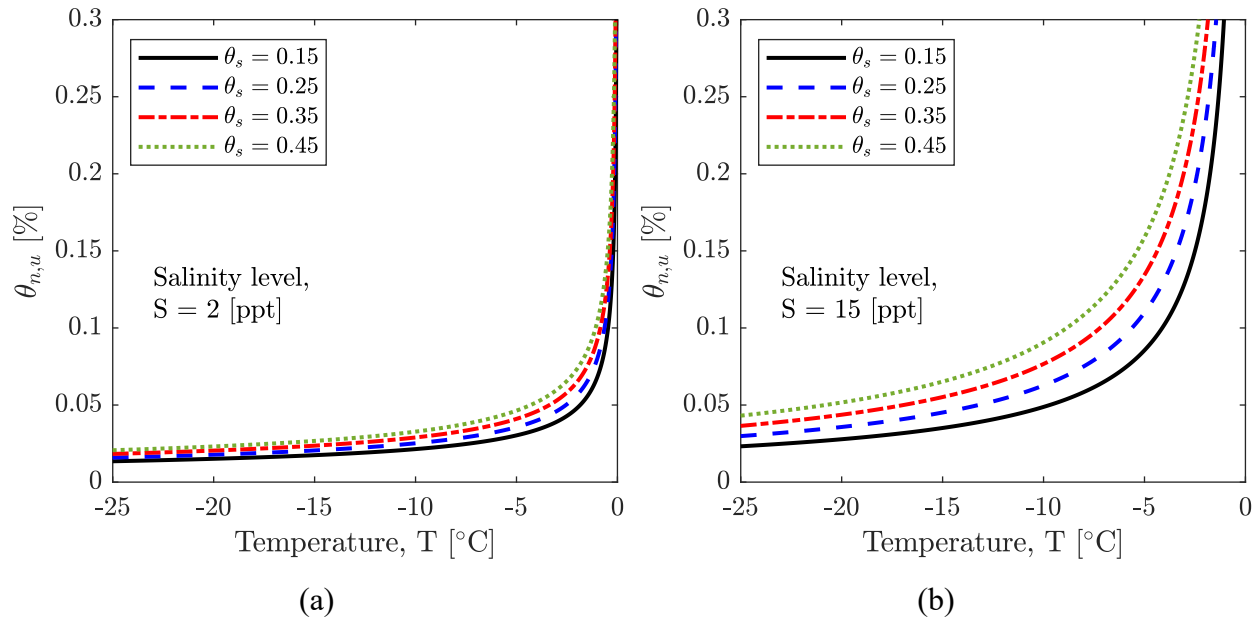 0.3
0.25
0.2
0.15
0.1
0.05
0
θn,u [%]
θs = 0.15
θs = 0.25
θs = 0.35
θs = 0.45
Salinity level,
S = 2 [ppt]
-25 -20 -15 -10 -5 0
Temperature, T [°C]
(a)
0.3
0.25
0.2
0.15
0.1
0.05
0
θn,u [%]
θs = 0.15
θs = 0.25
θs = 0.35
θs = 0.45
Salinity level,
S = 15 [ppt]
-25 -20 -15 -10 -5 0
Temperature, T [°C]
(b)